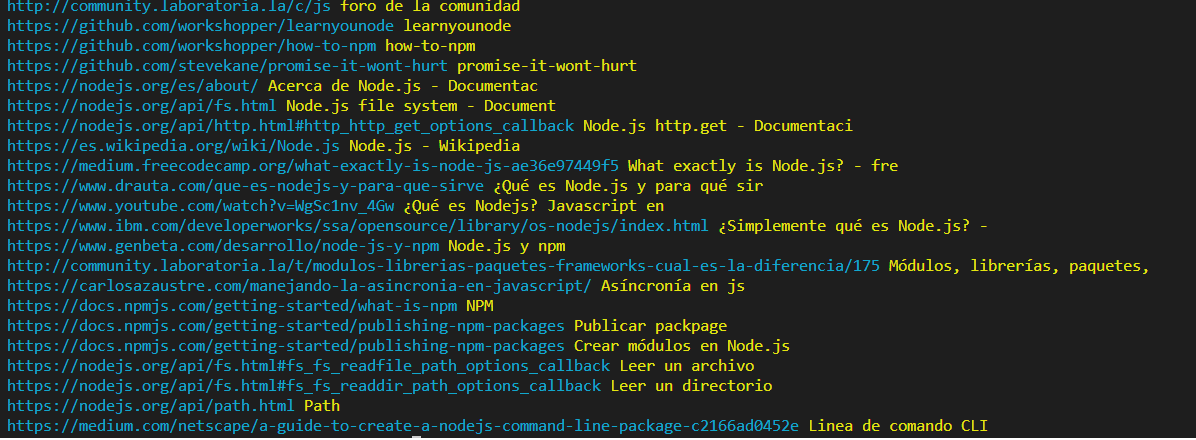 http://community.laboratoria.la/c/js foro de la comunidad
https://github.com/workshopper/learnyounode learnyounode
https://github.com/workshopper/how-to-npm how-to-npm
https://github.com/stevekane/promise-it-wont-hurt promise-it-wont-hurt
https://nodejs.org/es/about/ Acerca de Node.js - Documentac
https://nodejs.org/api/fs.html Node.js file system - Document
https://nodejs.org/api/http.html#http_http_get_options_callback Node.js http.get - Documentaci
https://es.wikipedia.org/wiki/Node.js Node.js - Wikipedia
https://medium.freecodecamp.org/what-exactly-is-node-js-ae36e97449f5 What exactly is Node.js? - fre
https://www.drauta.com/que-es-nodejs-y-para-que-sirve ¿Qué es Node.js y para qué sir
https://www.youtube.com/watch?v=WgSc1nv_4Gw ¿Qué es Nodejs? Javascript en
https://www.ibm.com/developerworks/ssa/opensource/library/os-nodejs/index.html ¿Simplemente qué es Node.js? -
https://www.genbeta.com/desarrollo/node-js-y-npm Node.js y npm
http://community.laboratoria.la/t/modulos-librerias-paquetes-frameworks-cual-es-la-diferencia/175 Módulos, librerías, paquetes,
https://carlosazaustre.com/manejando-la-asincronia-en-javascript/ Asíncronía en js
https://docs.npmjs.com/getting-started/what-is-npm NPM
https://docs.npmjs.com/getting-started/publishing-npm-packages Publicar packpage
https://docs.npmjs.com/getting-started/publishing-npm-packages Crear módulos en Node.js
https://nodejs.org/api/fs.html#fs_fs_readfile_path_options_callback Leer un archivo
https://nodejs.org/api/fs.html#fs_fs_readdir_path_options_callback Leer un directorio
https://nodejs.org/api/path.html Path
https://medium.com/netscape/a-guide-to-create-a-nodejs-command-line-package-c2166ad0452e Linea de comando CLI